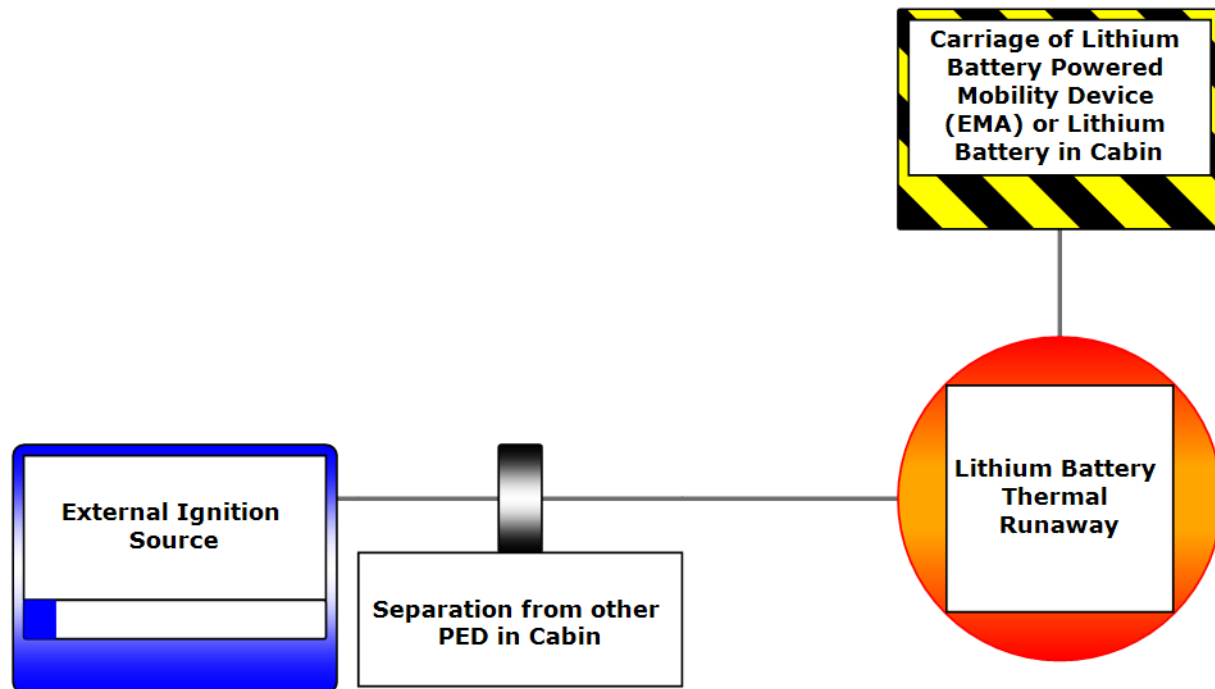 Carriage of Lithium
Battery Powered
Mobility Device
(EMA) or Lithium
Battery in Cabin
External Ignition
Source
Separation from other
PED in Cabin
Lithium Battery
Thermal
Runaway